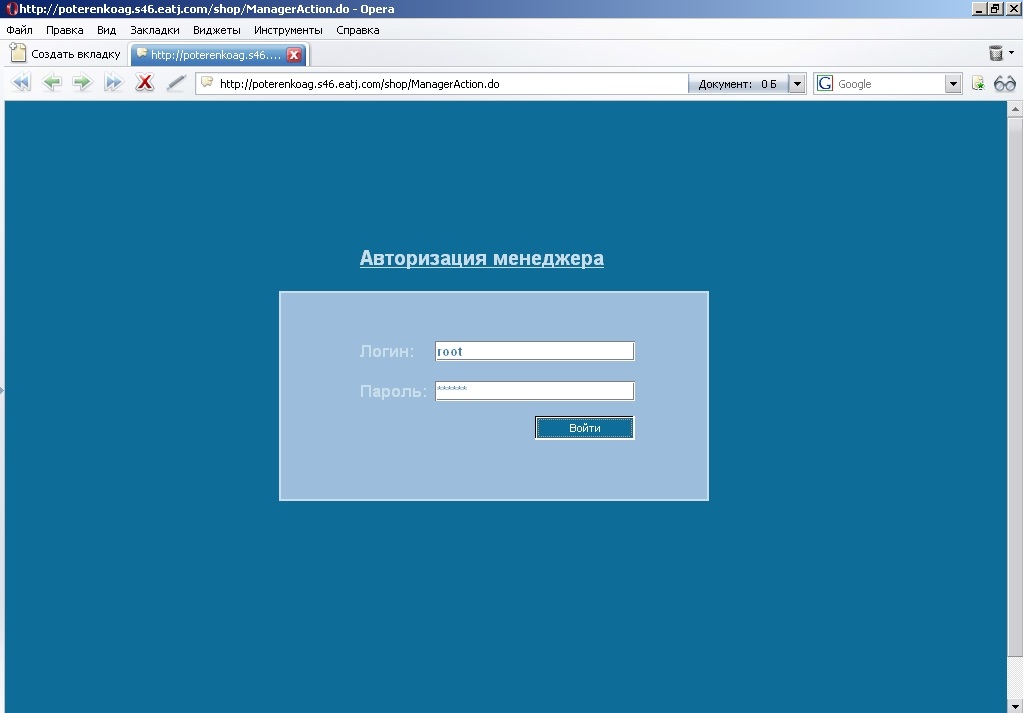 http://poterenkoag.s46.eatj.com/shop/ManagerAction.do - Opera
Файл Правка Вид Закладки Виджеты Инструменты Справка
Создать вкладку http://poterenkoag.s46....
http://poterenkoag.s46.eatj.com/shop/ManagerAction.do Документ: 0 Б G Google
Авторизация менеджера
Логин: root
Пароль: ******
Войти